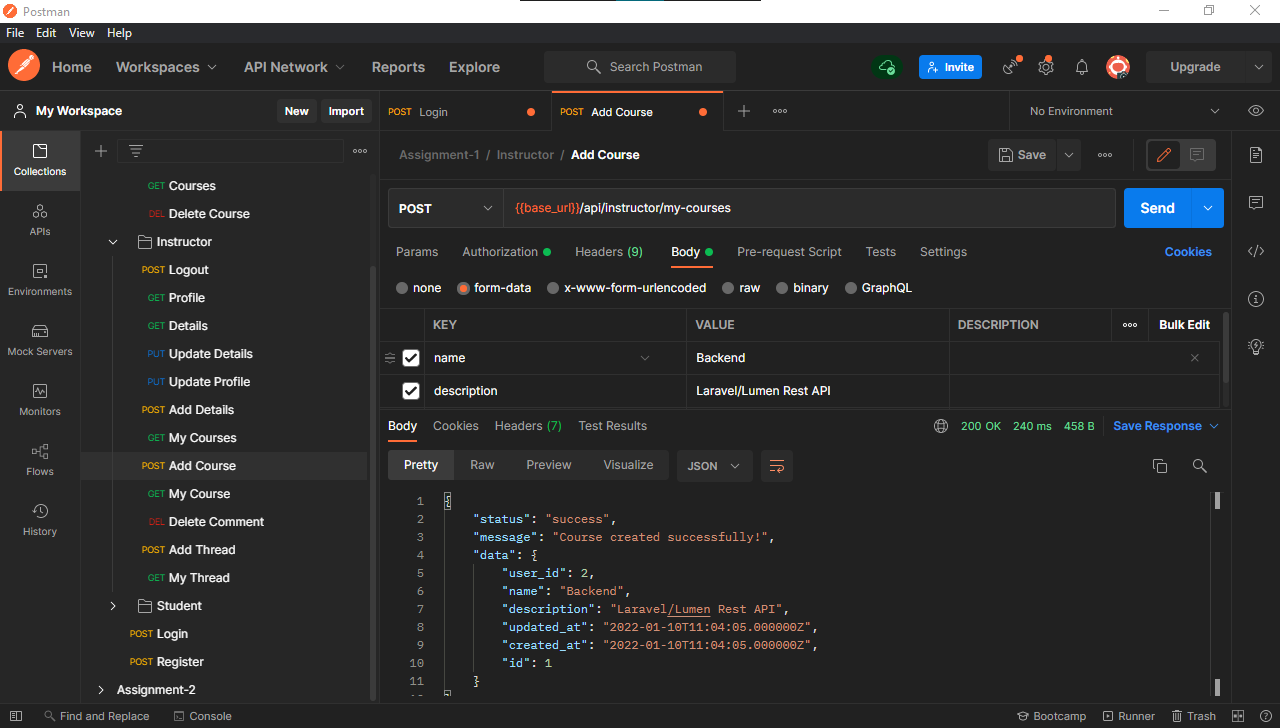 Postman
File Edit View Help
Home Workspaces API Network Reports Explore Search Postman Invite Upgrade
My Workspace New Import POST Login POST Add Course No Environment
Assignment-1 / Instructor / Add Course Save
Collections
APIs
Environments
Mock Servers
Monitors
Flows
History
GET Courses
DEL Delete Course
Instructor
POST Logout
GET Profile
GET Details
PUT Update Details
PUT Update Profile
POST Add Details
GET My Courses
POST Add Course
GET My Course
DEL Delete Comment
POST Add Thread
GET My Thread
Student
POST Login
POST Register
Assignment-2
POST {{base_url}}/api/instructor/my-courses Send
Params Authorization Headers (9) Body Pre-request Script Tests Settings Cookies
none form-data x-www-form-urlencoded raw binary GraphQL
KEY VALUE DESCRIPTION Bulk Edit
name Backend
description Laravel/Lumen Rest API
Body Cookies Headers (7) Test Results 200 OK 240 ms 458 B Save Response
Pretty Raw Preview Visualize JSON
1 {
2 "status": "success",
3 "message": "Course created successfully!",
4 "data": {
5 "user_id": 2,
6 "name": "Backend",
7 "description": "Laravel/Lumen Rest API",
8 "updated_at": "2022-01-10T11:04:05.000000Z",
9 "created_at": "2022-01-10T11:04:05.000000Z",
10 "id": 1
11 }
Find and Replace Console Bootcamp Runner Trash